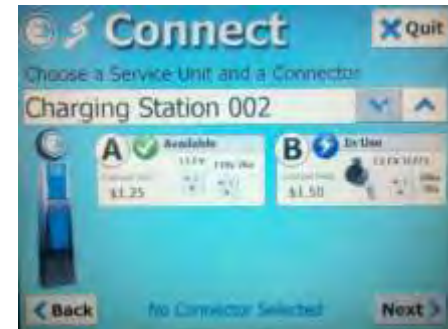 Connect
Quit
Choose a Service Unit and a Connector
Charging Station 002
A Available
$1.25
B In Use
$1.50
Back
No Connector Selected
Next